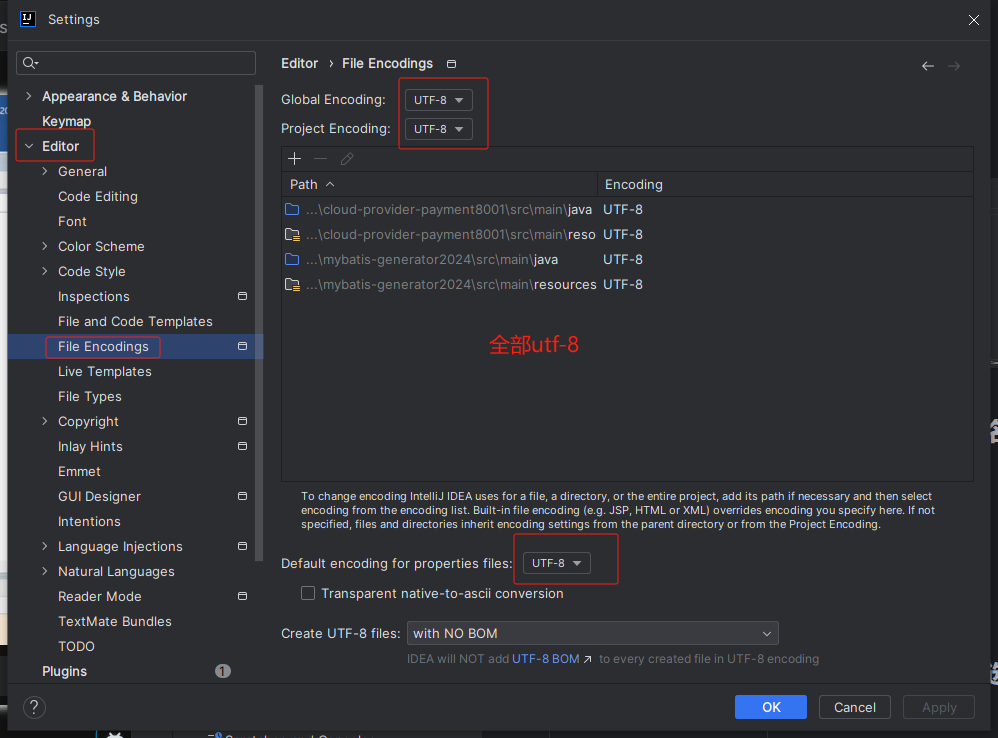 Settings
Appearance & Behavior
Keymap
Editor
General
Code Editing
Font
Color Scheme
Code Style
Inspections
File and Code Templates
File Encodings
Live Templates
File Types
Copyright
Inlay Hints
Emmet
GUI Designer
Intentions
Language Injections
Natural Languages
Reader Mode
TextMate Bundles
TODO
Plugins 1
Editor › File Encodings
Global Encoding: UTF-8
Project Encoding: UTF-8
Path Encoding
...\cloud-provider-payment8001\src\main\java UTF-8
...\cloud-provider-payment8001\src\main\reso UTF-8
...\mybatis-generator2024\src\main\java UTF-8
...\mybatis-generator2024\src\main\resources UTF-8
全部utf-8
To change encoding IntelliJ IDEA uses for a file, a directory, or the entire project, add its path if necessary and then select
encoding from the encoding list. Built-in file encoding (e.g. JSP, HTML or XML) overrides encoding you specify here. If not
specified, files and directories inherit encoding settings from the parent directory or from the Project Encoding.
Default encoding for properties files: UTF-8
Transparent native-to-ascii conversion
Create UTF-8 files: with NO BOM
IDEA will NOT add UTF-8 BOM ↗ to every created file in UTF-8 encoding
?
OK Cancel Apply